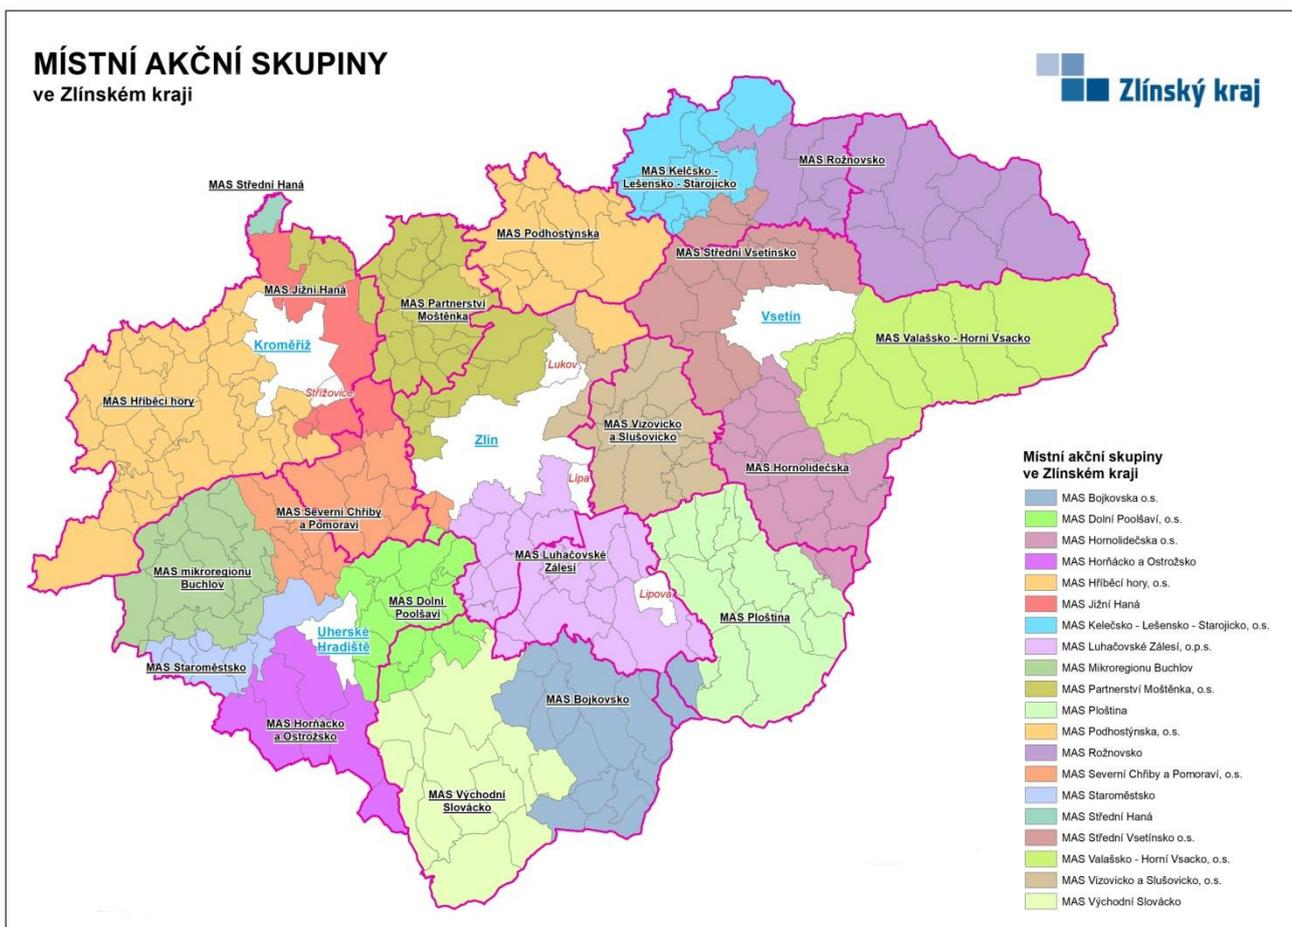 MÍSTNÍ AKČNÍ SKUPINY
ve Zlínském kraji
Zlínský kraj
MAS Kelčsko -
Lešensko - Starojicko
MAS Rožnovsko
MAS Střední Haná
MAS Podhostýnska
MAS Střední Vsetínsko
MAS Jižní Haná
MAS Partnerství
Moštěnka
Vsetín
Kroměříž
MAS Valašsko - Horní Vsacko
Lukov
Střížovice
MAS Hříběcí hory
MAS Vizovicko
a Slušovicko
Zlín
MAS Hornolidečska
Lípa
MAS Severní Chřiby
a Pomoraví
MAS Luhačovské
Zálesí
MAS mikroregionu
Buchlov
Lipová
MAS Dolní
Poolšaví
MAS Ploština
Uherské
Hradiště
MAS Staroměstsko
MAS Bojkovsko
MAS Horňácko
a Ostrožsko
MAS Východní
Slovácko
Místní akční skupiny
ve Zlínském kraji
MAS Bojkovska o.s.
MAS Dolní Poolšaví, o.s.
MAS Hornolidečska o.s.
MAS Horňácko a Ostrožsko
MAS Hříběcí hory, o.s.
MAS Jižní Haná
MAS Kelečsko - Lešensko - Starojicko, o.s.
MAS Luhačovské Zálesí, o.p.s.
MAS Mikroregionu Buchlov
MAS Partnerství Moštěnka, o.s.
MAS Ploština
MAS Podhostýnska, o.s.
MAS Rožnovsko
MAS Severní Chřiby a Pomoraví, o.s.
MAS Staroměstsko
MAS Střední Haná
MAS Střední Vsetínsko o.s.
MAS Valašsko - Horní Vsacko, o.s.
MAS Vizovicko a Slušovicko, o.s.
MAS Východní Slovácko